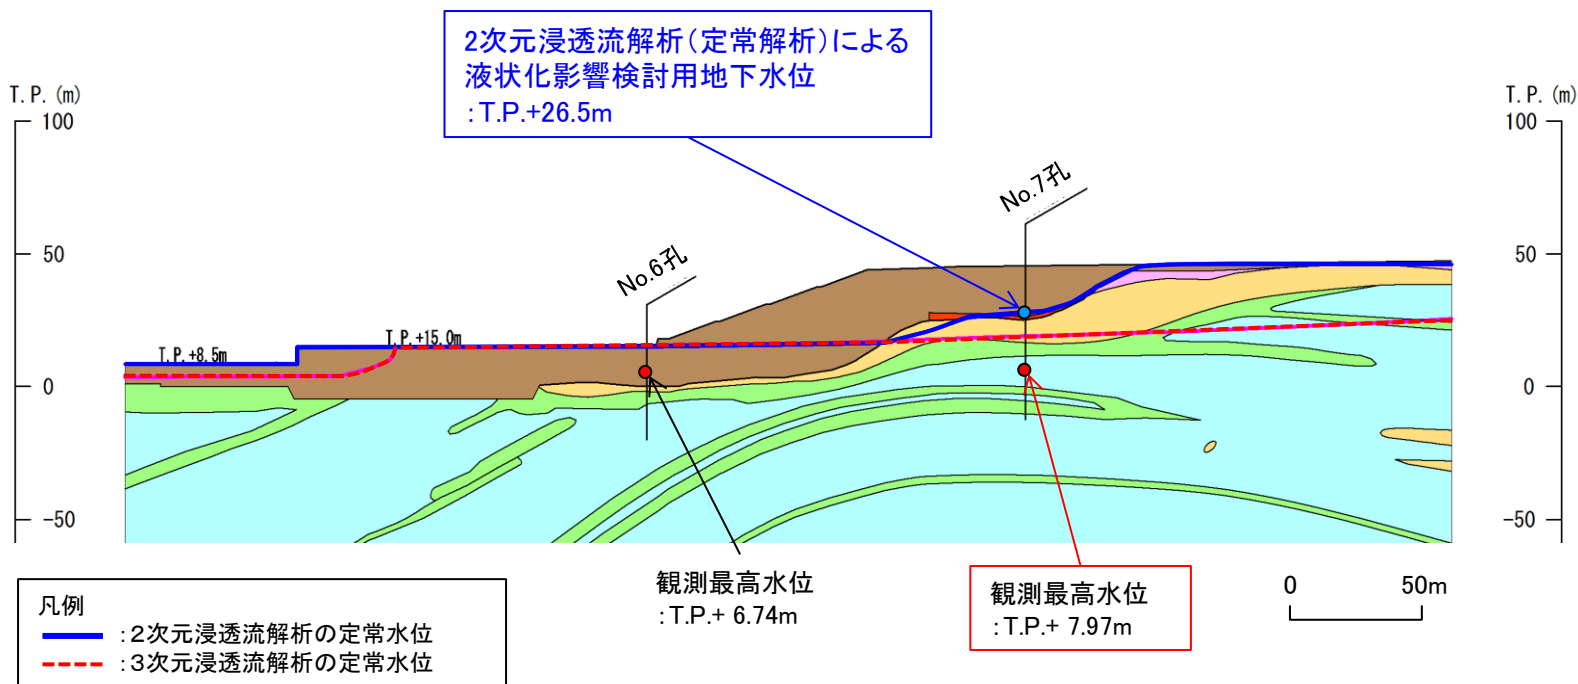 2次元浸透流解析(定常解析)による
液状化影響検討用地下水位
:T.P.+26.5m
T.P.(m)
100
50
0
-50
T.P.(m)
100
50
0
-50
No.6孔
No.7孔
T.P.+8.5m
T.P.+15.0m
観測最高水位
:T.P.+ 6.74m
観測最高水位
:T.P.+ 7.97m
0 50m
凡例
:2次元浸透流解析の定常水位
:3次元浸透流解析の定常水位